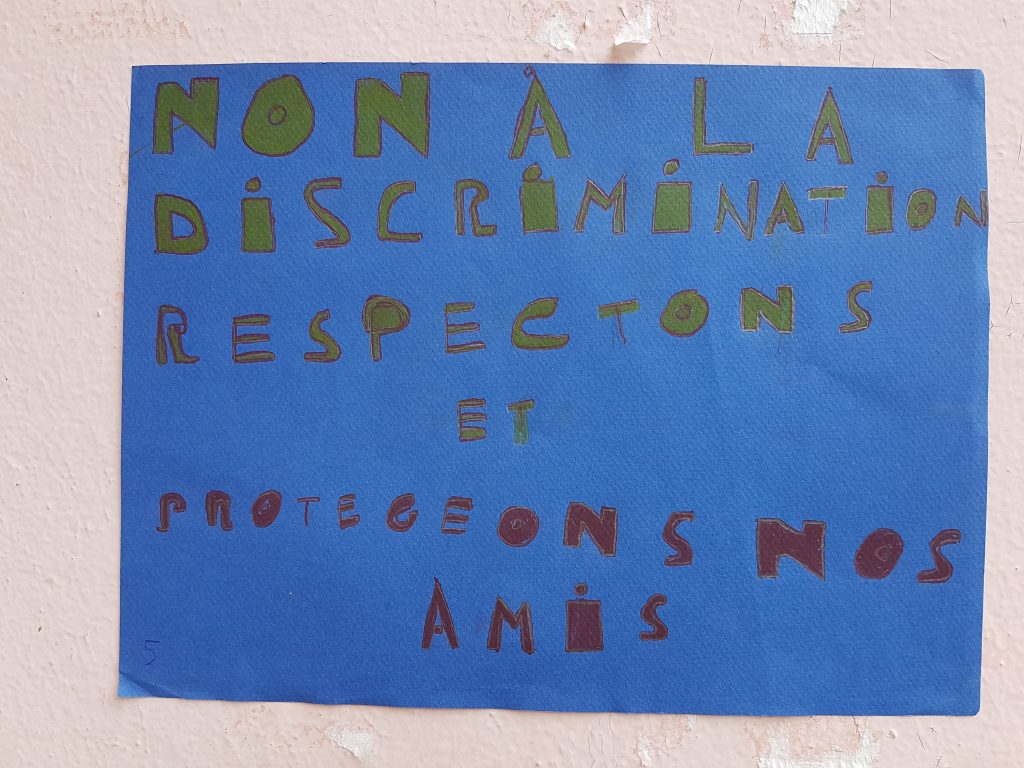 NON À LA
DiSCRiMiNATiON
RESPECTONS
ET
PROTEGEONS NOS
AMiS
5